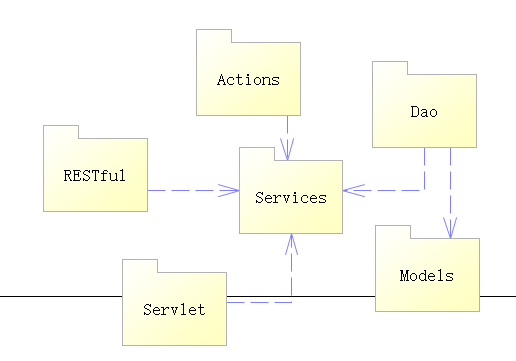 Actions
Dao
RESTful
Services
Models
Servlet